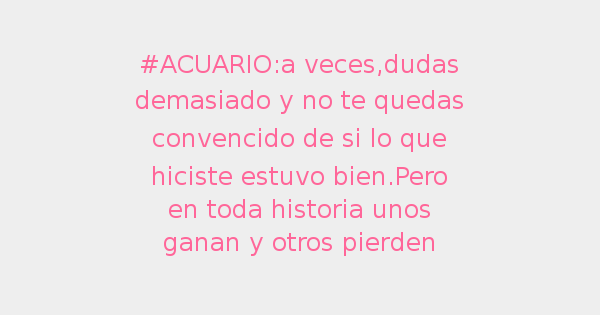 #ACUARIO:a veces,dudas
demasiado y no te quedas
convencido de si lo que
hiciste estuvo bien.Pero
en toda historia unos
ganan y otros pierden